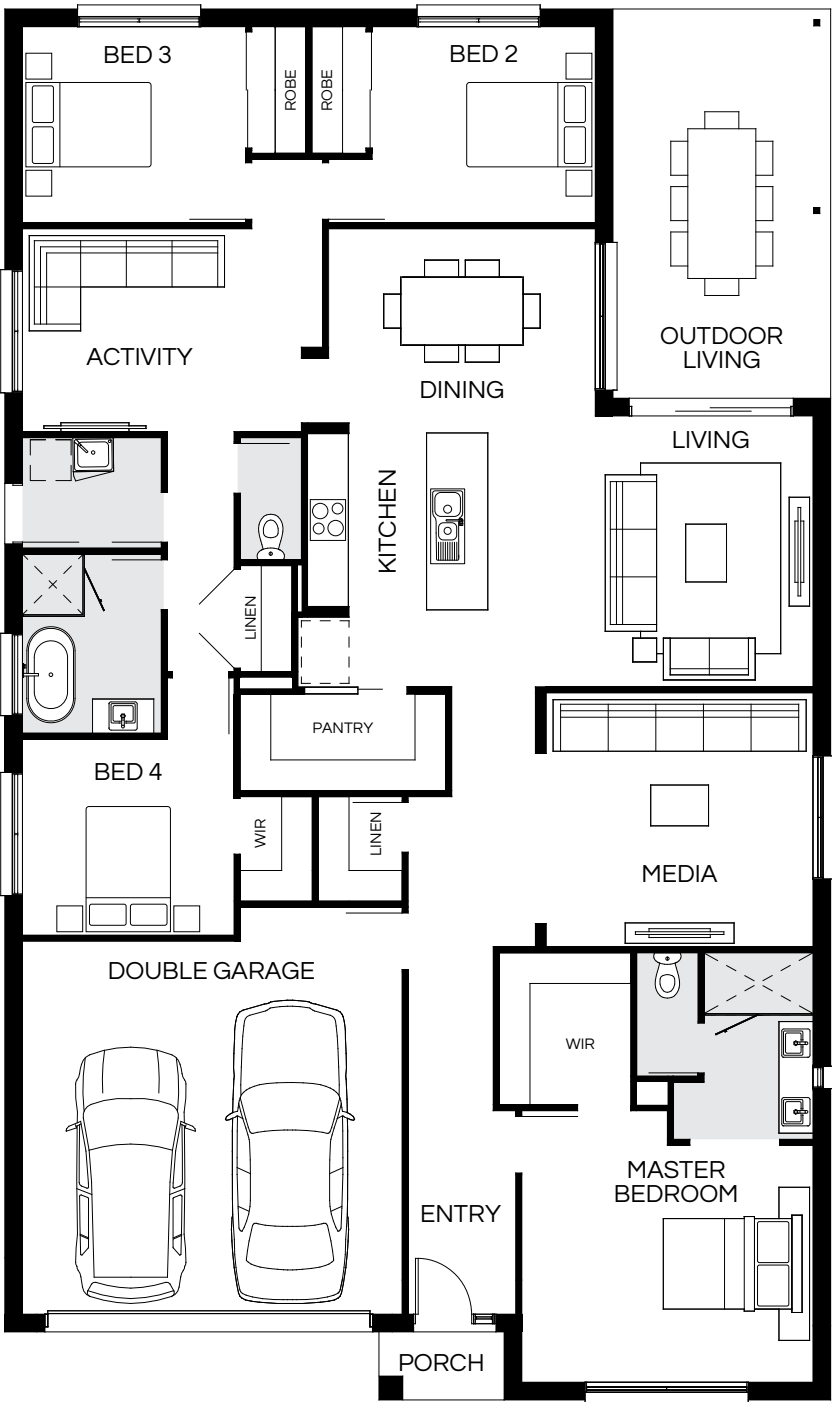 BED 3
BED 2
ROBE
ROBE
OUTDOOR
LIVING
ACTIVITY
DINING
LIVING
KITCHEN
LINEN
PANTRY
BED 4
WIR
LINEN
MEDIA
DOUBLE GARAGE
WIR
MASTER
BEDROOM
ENTRY
PORCH